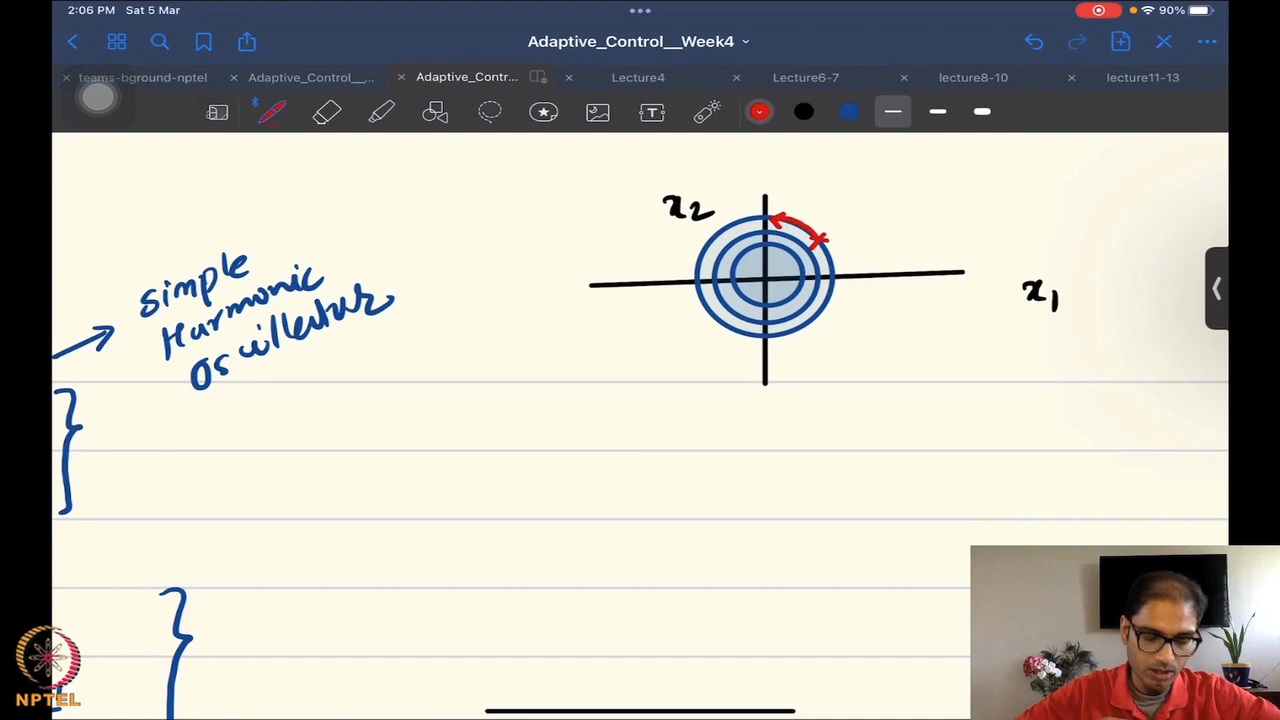 2:06 PM Sat 5 Mar
90%
Adaptive_Control__Week4
teams-bground-nptel
Adaptive_Control__...
Adaptive_Contr...
Lecture4
Lecture6-7
lecture8-10
lecture11-13
x2
x1
simple
Harmonic
Oscillator
NPTEL